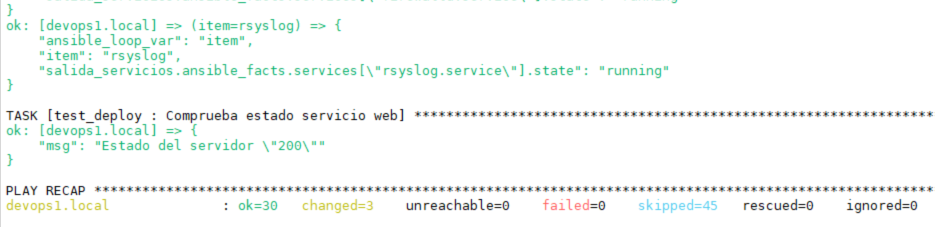 }
ok: [devops1.local] => (item=rsyslog) => {
    "ansible_loop_var": "item",
    "item": "rsyslog",
    "salida_servicios.ansible_facts.services[\"rsyslog.service\"].state": "running"
}
TASK [test_deploy : Comprueba estado servicio web] ******************************************************************
ok: [devops1.local] => {
    "msg": "Estado del servidor \"200\""
}
PLAY RECAP *********************************************************************************************************
devops1.local              : ok=30   changed=3    unreachable=0    failed=0    skipped=45   rescued=0    ignored=0